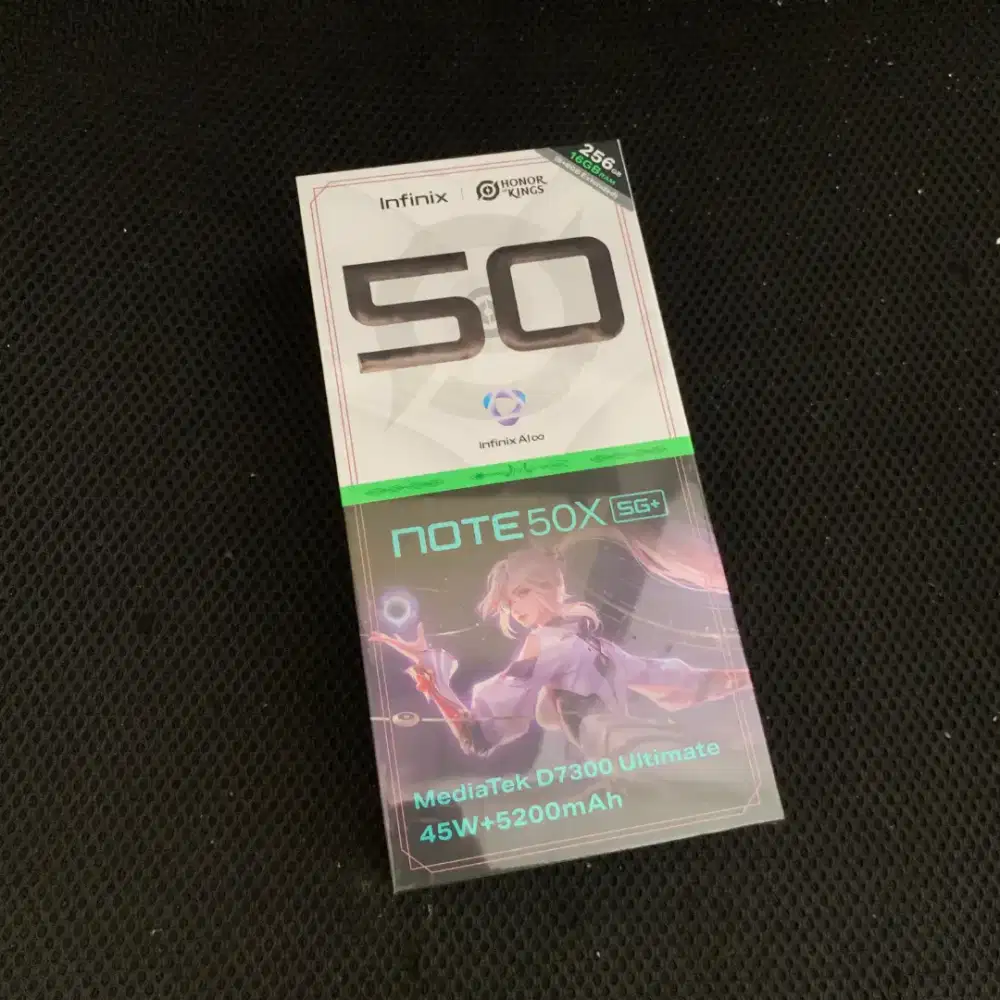 Infinix
HONOR
OF KINGS
256GB
16GB RAM
50
Infinix AI∞
NOTE 50X 5G+
MediaTek D7300 Ultimate
45W+5200mAh